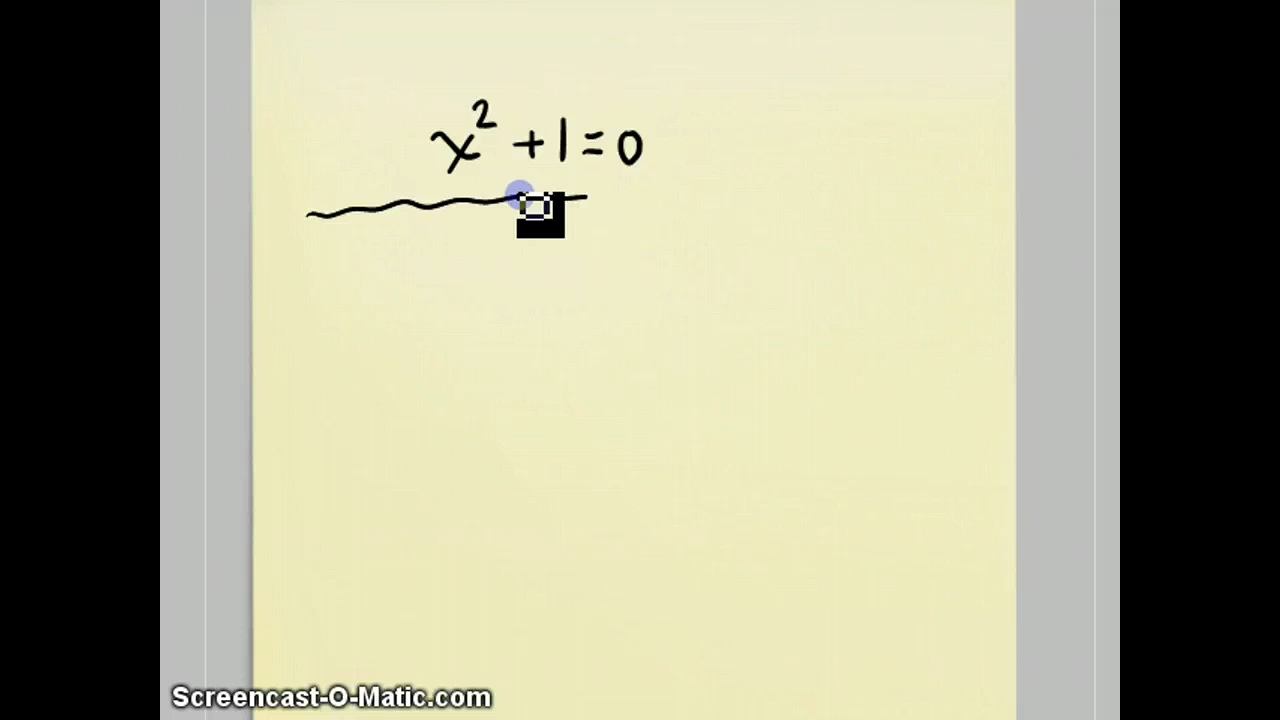 x² + 1 = 0
Screencast-O-Matic.com